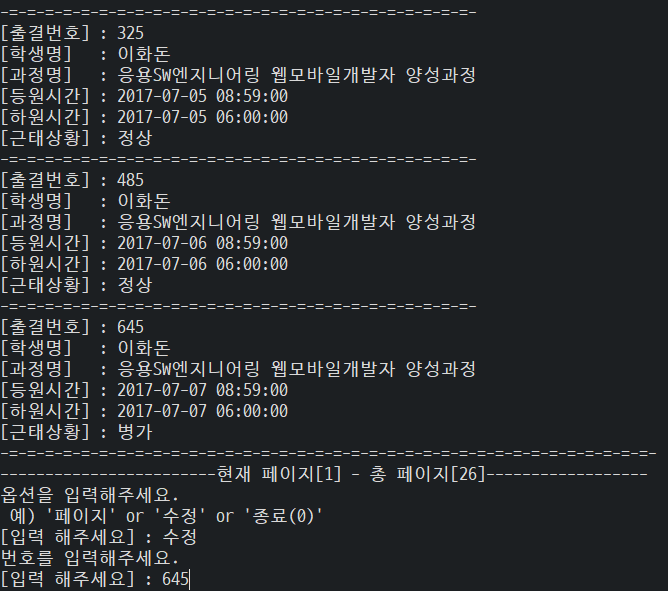 -=-=-=-=-=-=-=-=-=-=-=-=-=-=-=-=-=-=-=-=-=-=-=-=-=-=-
[출결번호] : 325
[학생명]   : 이화돈
[과정명]   : 응용SW엔지니어링 웹모바일개발자 양성과정
[등원시간] : 2017-07-05 08:59:00
[하원시간] : 2017-07-05 06:00:00
[근태상황] : 정상
-=-=-=-=-=-=-=-=-=-=-=-=-=-=-=-=-=-=-=-=-=-=-=-=-=-=-
[출결번호] : 485
[학생명]   : 이화돈
[과정명]   : 응용SW엔지니어링 웹모바일개발자 양성과정
[등원시간] : 2017-07-06 08:59:00
[하원시간] : 2017-07-06 06:00:00
[근태상황] : 정상
-=-=-=-=-=-=-=-=-=-=-=-=-=-=-=-=-=-=-=-=-=-=-=-=-=-=-
[출결번호] : 645
[학생명]   : 이화돈
[과정명]   : 응용SW엔지니어링 웹모바일개발자 양성과정
[등원시간] : 2017-07-07 08:59:00
[하원시간] : 2017-07-07 06:00:00
[근태상황] : 병가
-=-=-=-=-=-=-=-=-=-=-=-=-=-=-=-=-=-=-=-=-=-=-=-=-=-=-=-=-=-=-=-=-=-=-=-=-
------------------------현재 페이지[1] - 총 페이지[26]------------------
옵션을 입력해주세요.
 예) '페이지' or '수정' or '종료(0)'
[입력 해주세요] : 수정
번호를 입력해주세요.
[입력 해주세요] : 645